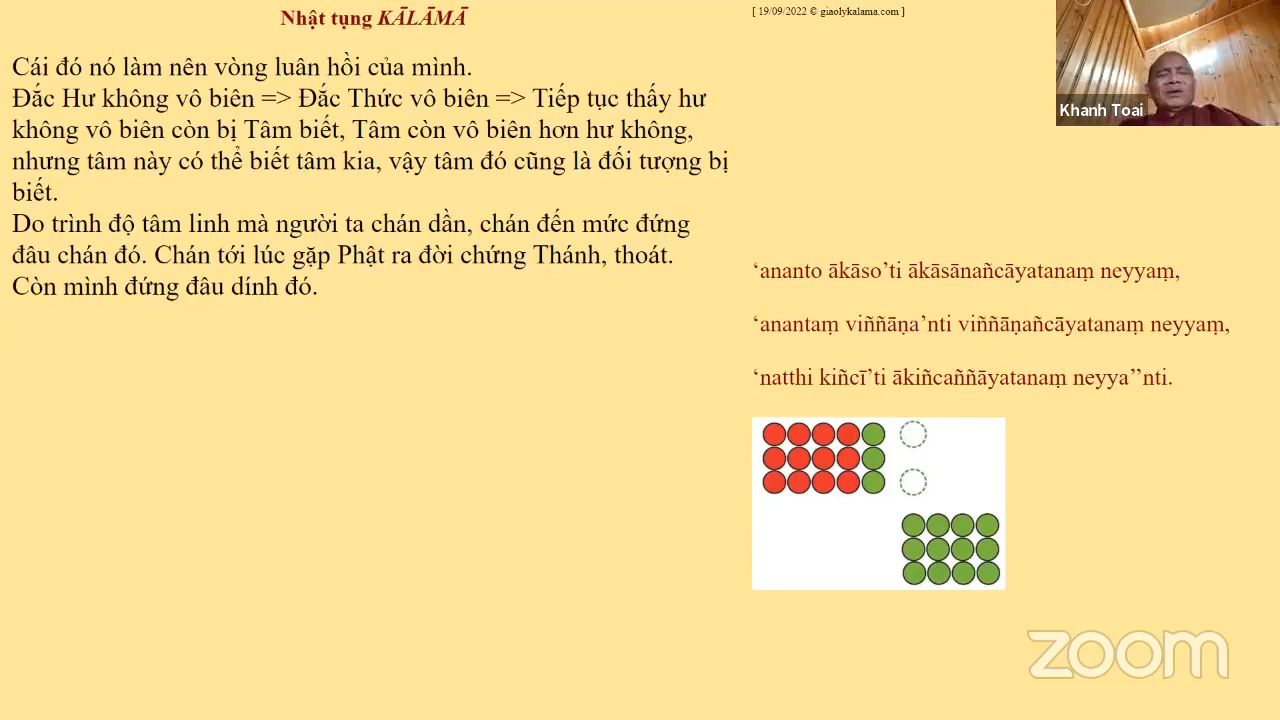 Nhật tụng KĀLĀMĀ
[ 19/09/2022 © giaolykalama.com ]
Khanh Toai
Cái đó nó làm nên vòng luân hồi của mình.
Đắc Hư không vô biên => Đắc Thức vô biên => Tiếp tục thấy hư
không vô biên còn bị Tâm biết, Tâm còn vô biên hơn hư không,
nhưng tâm này có thể biết tâm kia, vậy tâm đó cũng là đối tượng bị
biết.
Do trình độ tâm linh mà người ta chán dần, chán đến mức đứng
đâu chán đó. Chán tới lúc gặp Phật ra đời chứng Thánh, thoát.
Còn mình đứng đâu dính đó.
‘ananto ākāso’ti ākāsānañcāyatanaṃ neyyaṃ,
‘anantaṃ viññāṇa’nti viññāṇañcāyatanaṃ neyyaṃ,
‘natthi kiñcī’ti ākiñcaññāyatanaṃ neyya’’nti.
zoom